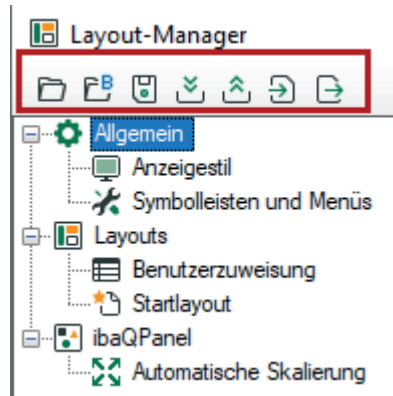 Layout-Manager
B
Allgemein
Anzeigestil
Symbolleisten und Menüs
Layouts
Benutzerzuweisung
Startlayout
ibaQPanel
Automatische Skalierung